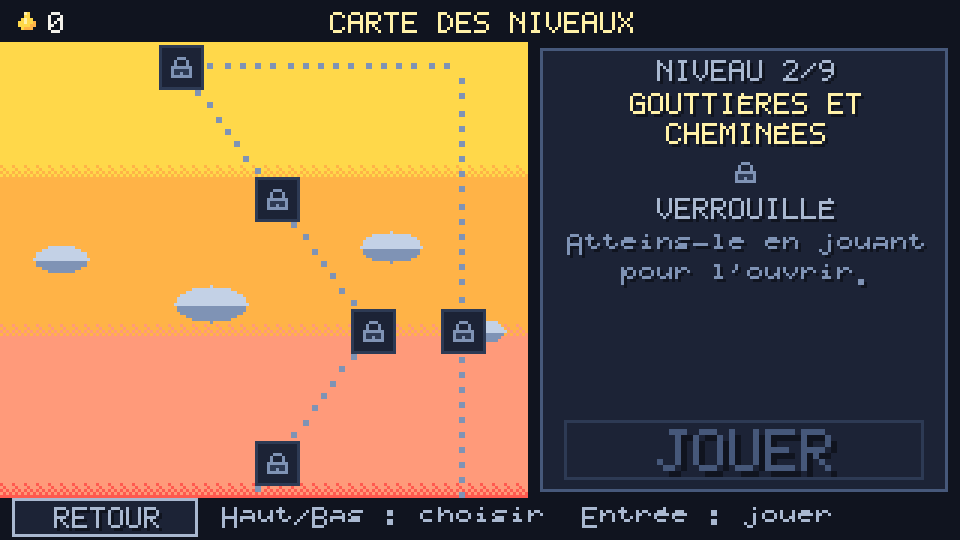 0
CARTE DES NIVEAUX
NIVEAU 2/9
GOUTTIÈRES ET
CHEMINÉES
VERROUILLÉ
Atteins-le en jouant
pour l'ouvrir.
JOUER
RETOUR
Haut/Bas : choisir
Entrée : jouer